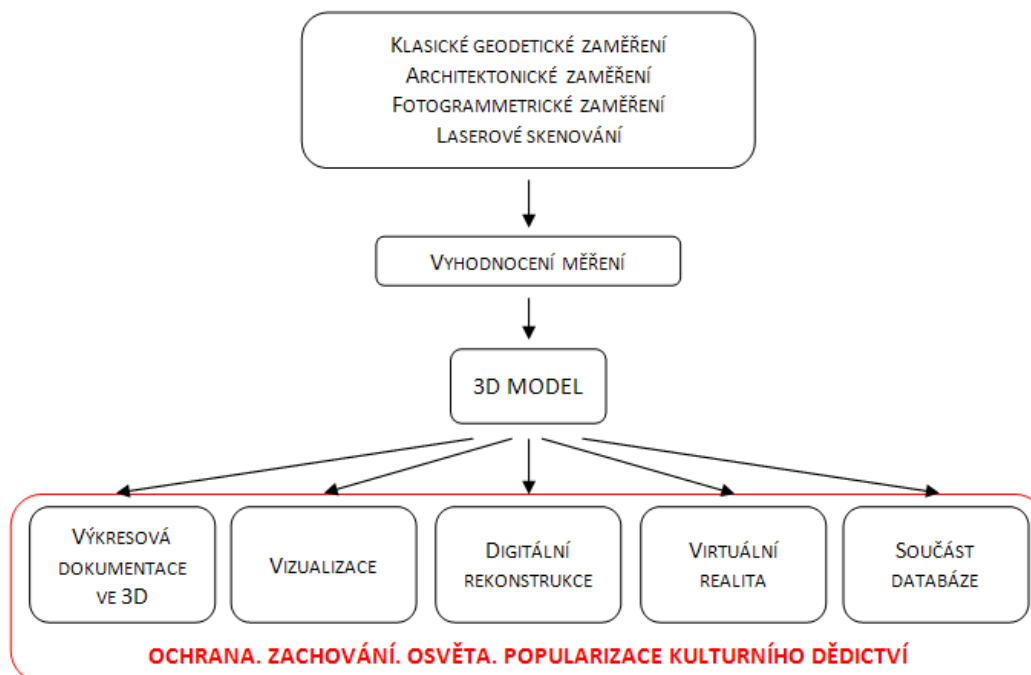 KLASICKÉ GEODETICKÉ ZAMĚŘENÍ
ARCHITEKTONICKÉ ZAMĚŘENÍ
FOTOGRAMMETRICKÉ ZAMĚŘENÍ
LASEROVÉ SKENOVÁNÍ
VYHODNOCENÍ MĚŘENÍ
3D MODEL
VÝKRESOVÁ
DOKUMENTACE
VE 3D
VIZUALIZACE
DIGITÁLNÍ
REKONSTRUKCE
VIRTUÁLNÍ
REALITA
SOUČÁST
DATABÁZE
OCHRANA. ZACHOVÁNÍ. OSVĚTA. POPULARIZACE KULTURNÍHO DĚDICTVÍ